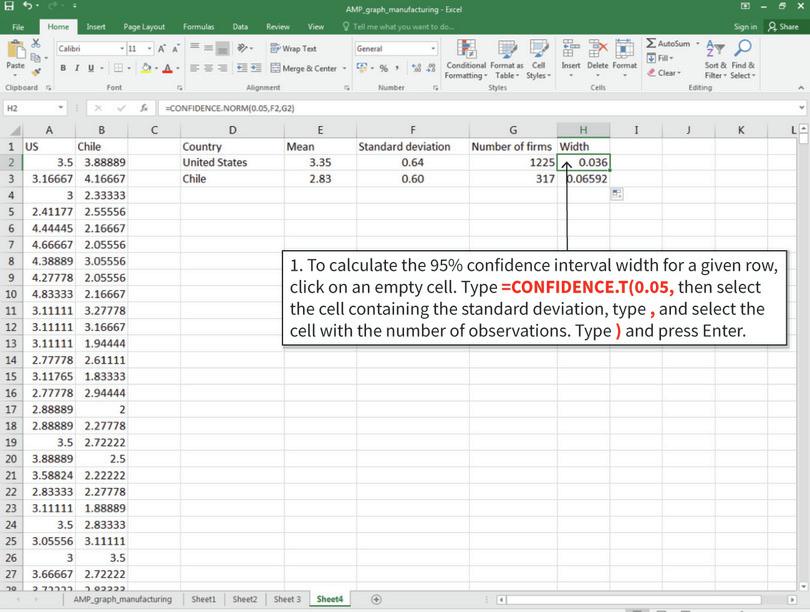 AMP_graph_manufacturing - Excel
File Home Insert Page Layout Formulas Data Review View Tell me what you want to do... Sign in Share
Calibri 11 A A Wrap Text General AutoSum
Paste B I U A Merge & Center % , Conditional Formatting Format as Table Cell Styles Insert Delete Format Fill Clear Sort & Filter Find & Select
Clipboard Font Alignment Number Styles Cells Editing
H2 fx =CONFIDENCE.NORM(0.05,F2,G2)
A B C D E F G H I J K L
1 US Chile Country Mean Standard deviation Number of firms Width
2 3.5 3.88889 United States 3.35 0.64 1225 0.036
3 3.16667 4.16667 Chile 2.83 0.60 317 0.06592
4 3 2.33333
5 2.41177 2.55556
6 4.44445 2.16667
7 4.66667 2.05556
8 4.38889 3.05556
9 4.27778 2.05556
10 4.83333 2.16667
11 3.11111 3.27778
12 3.11111 3.16667
13 3.11111 1.94444
14 2.77778 2.61111
15 3.11765 1.83333
16 2.77778 2.94444
17 2.88889 2
18 2.88889 2.27778
19 3.5 2.72222
20 3.88889 2.5
21 3.58824 2.22222
22 2.83333 2.27778
23 3.11111 1.88889
24 3.5 2.83333
25 3.05556 3.11111
26 3 3.5
27 3.66667 2.72222
28 3.72222 2.83333
1. To calculate the 95% confidence interval width for a given row,
click on an empty cell. Type =CONFIDENCE.T(0.05, then select
the cell containing the standard deviation, type , and select the
cell with the number of observations. Type ) and press Enter.
AMP_graph_manufacturing Sheet1 Sheet2 Sheet 3 Sheet4